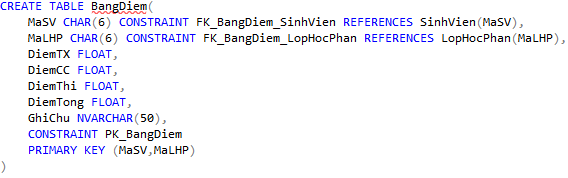 CREATE TABLE BangDiem(
MaSV CHAR(6) CONSTRAINT FK_BangDiem_SinhVien REFERENCES SinhVien(MaSV),
MaLHP CHAR(6) CONSTRAINT FK_BangDiem_LopHocPhan REFERENCES LopHocPhan(MaLHP),
DiemTX FLOAT,
DiemCC FLOAT,
DiemThi FLOAT,
DiemTong FLOAT,
GhiChu NVARCHAR(50),
CONSTRAINT PK_BangDiem
PRIMARY KEY (MaSV,MaLHP)
)